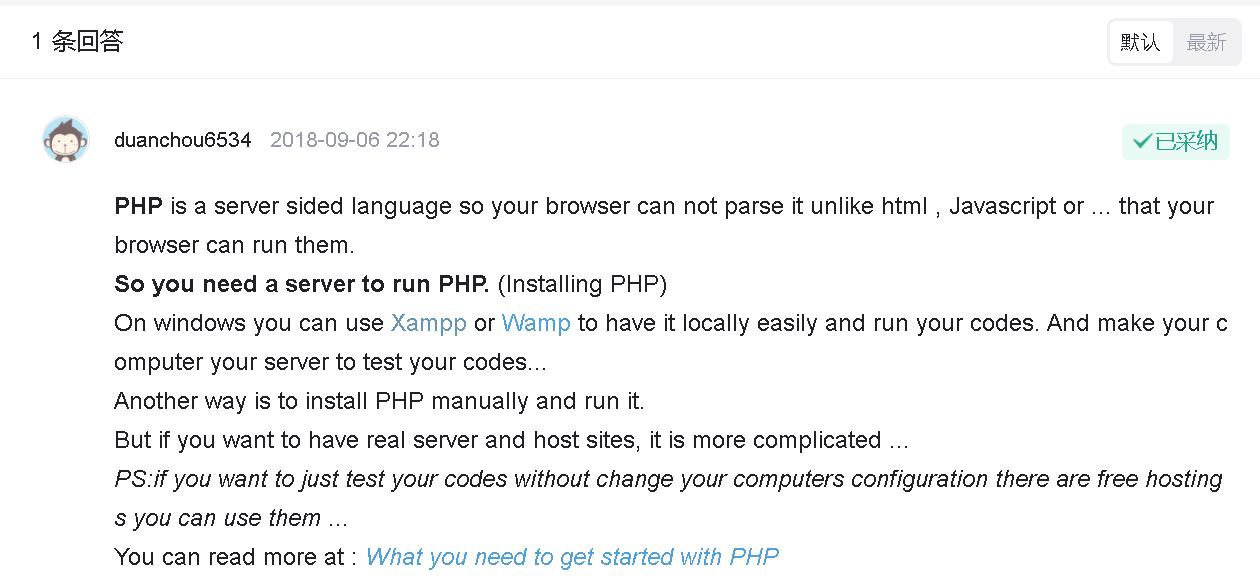 1 条回答
默认 最新
duanchou6534 2018-09-06 22:18
已采纳
PHP is a server sided language so your browser can not parse it unlike html , Javascript or ... that your
browser can run them.
So you need a server to run PHP. (Installing PHP)
On windows you can use Xampp or Wamp to have it locally easily and run your codes. And make your c
omputer your server to test your codes...
Another way is to install PHP manually and run it.
But if you want to have real server and host sites, it is more complicated ...
PS:if you want to just test your codes without change your computers configuration there are free hosting
s you can use them ...
You can read more at : What you need to get started with PHP